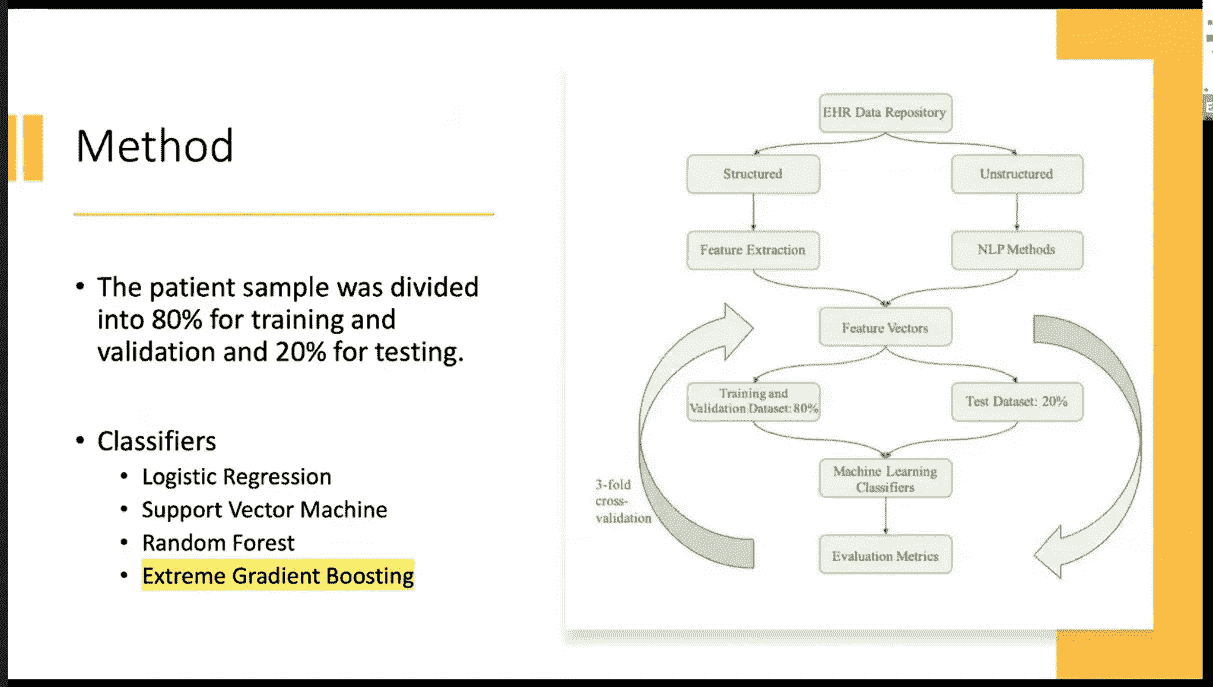 Method
• The patient sample was divided
into 80% for training and
validation and 20% for testing.
• Classifiers
• Logistic Regression
• Support Vector Machine
• Random Forest
• Extreme Gradient Boosting
EHR Data Repository
Structured
Unstructured
Feature Extraction
NLP Methods
Feature Vectors
Training and
Validation Dataset: 80%
Test Dataset: 20%
Machine Learning
Classifiers
3-fold
cross-
validation
Evaluation Metrics